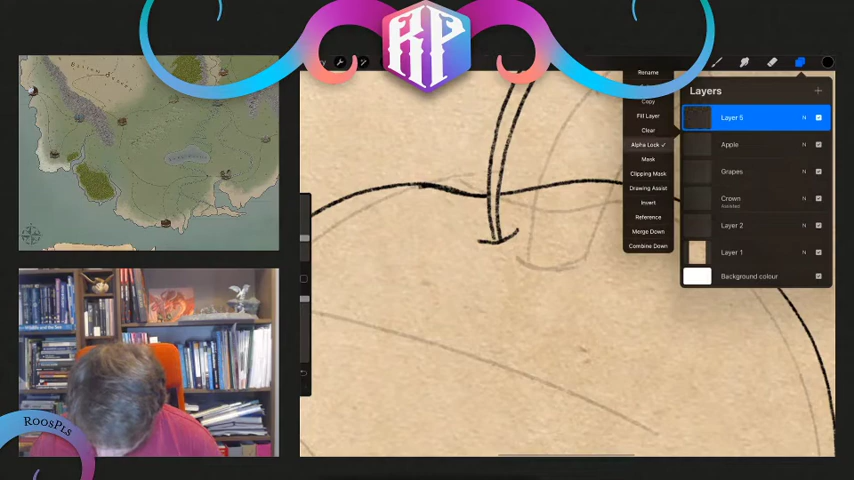 RP
Rename
Copy
Fill Layer
Clear
Alpha Lock ✓
Mask
Clipping Mask
Drawing Assist
Invert
Reference
Merge Down
Combine Down
Layers
Layer 5 N
Apple N
Grapes N
Crown N
Assisted
Layer 2 N
Layer 1 N
Background colour
RoosPls